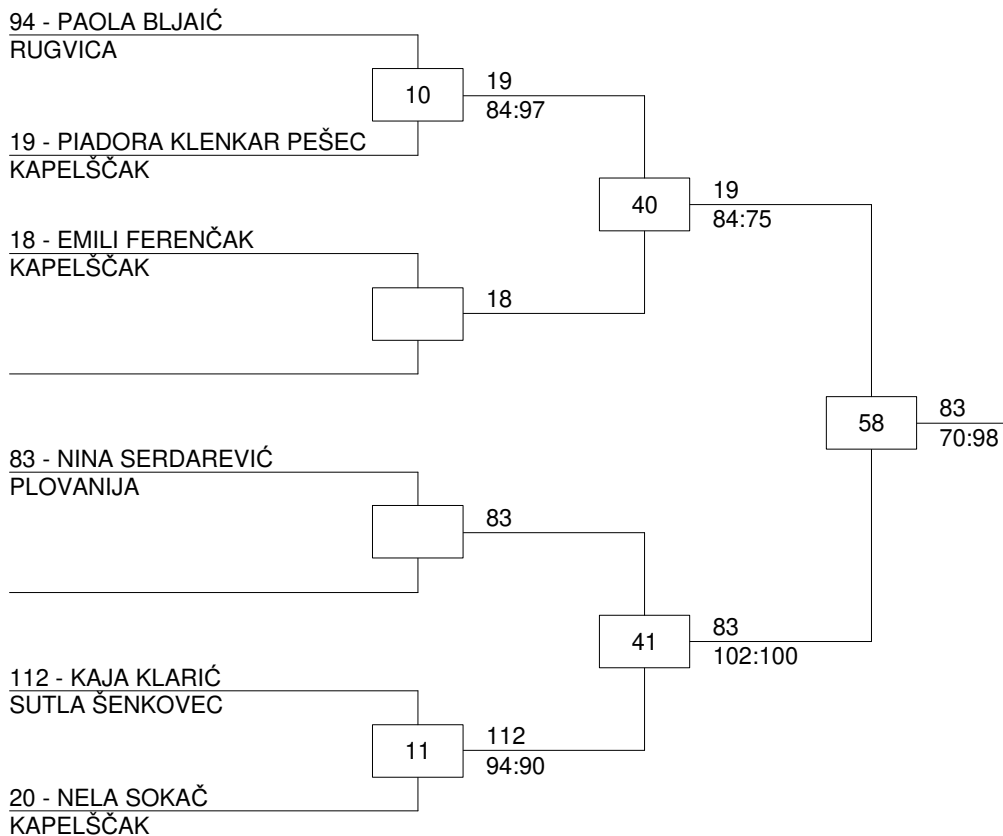 94 - PAOLA BLJAIĆ
RUGVICA
10
19
84:97
19 - PIADORA KLENKAR PEŠEC
KAPELŠČAK
40
19
84:75
18 - EMILI FERENČAK
KAPELŠČAK
18
58
83
70:98
83 - NINA SERDAREVIĆ
PLOVANIJA
83
41
83
102:100
112 - KAJA KLARIĆ
SUTLA ŠENKOVEC
11
112
94:90
20 - NELA SOKAČ
KAPELŠČAK